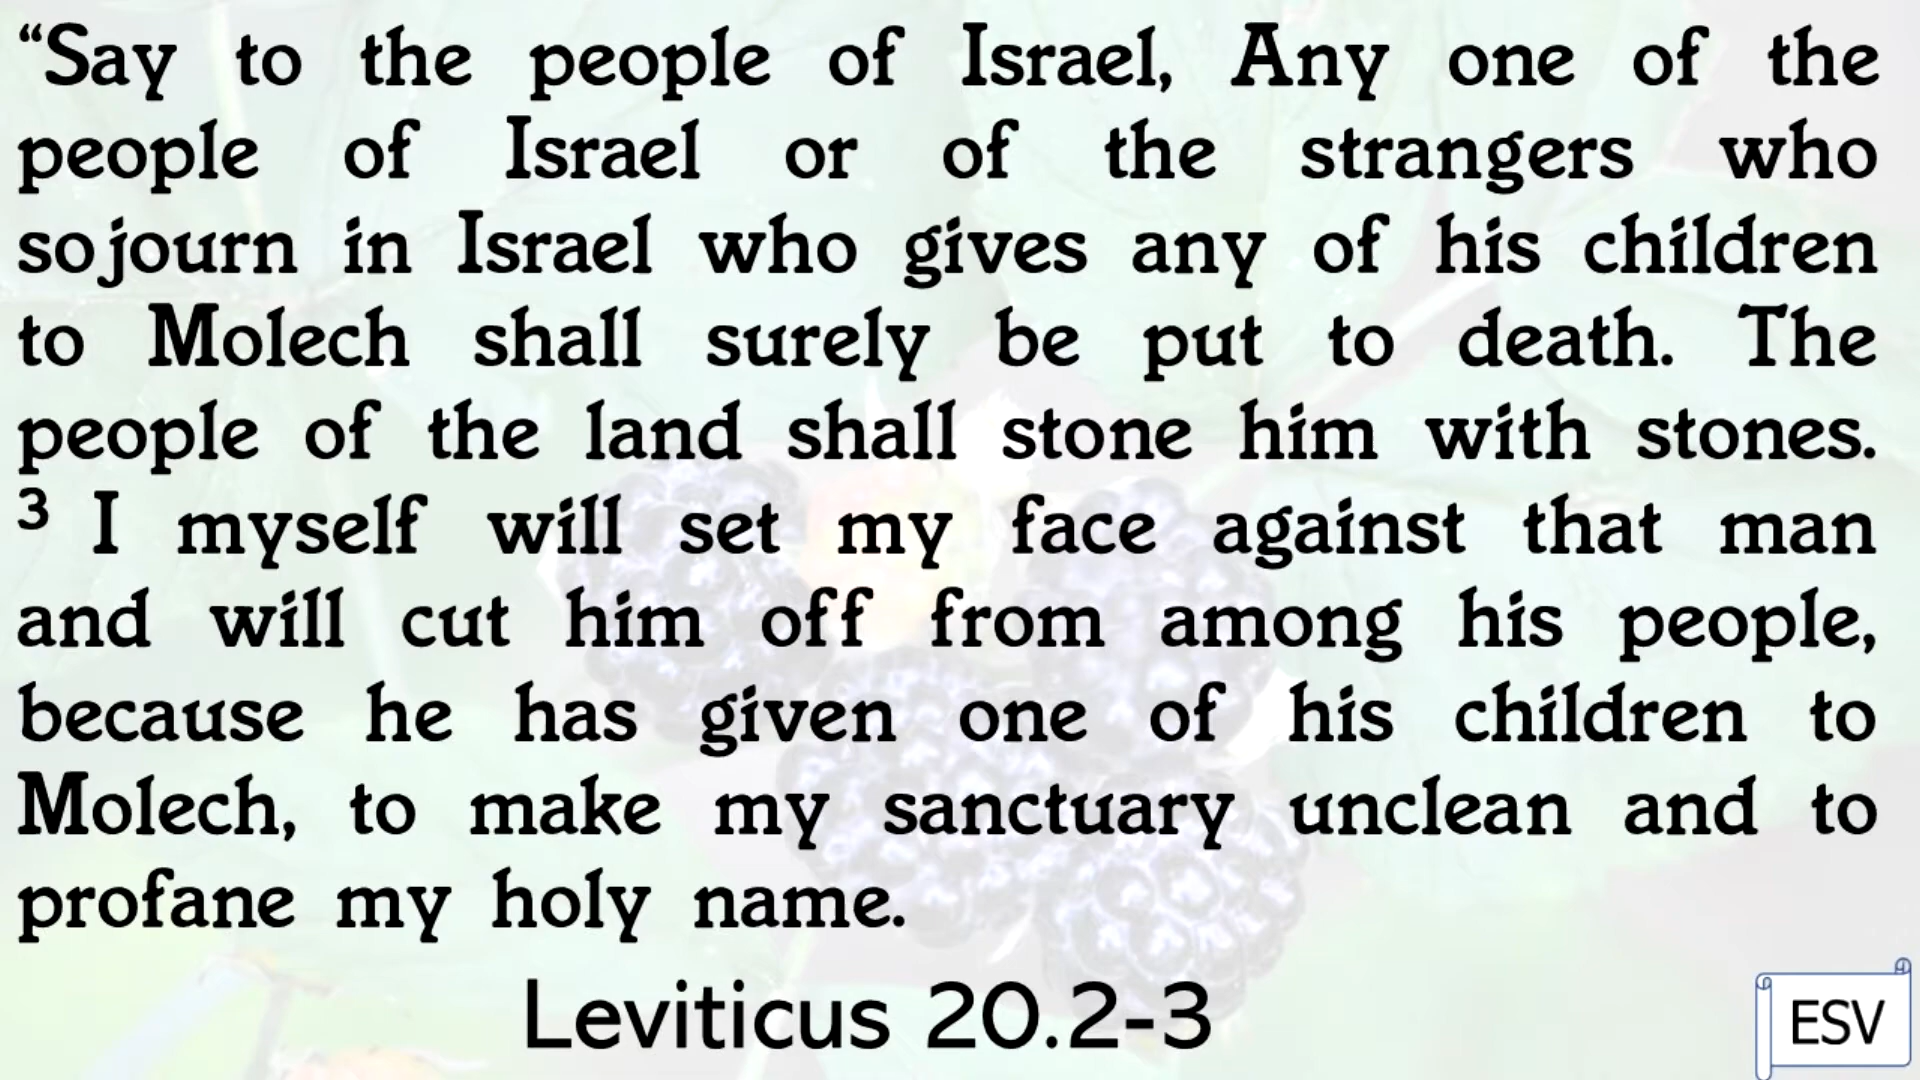 “Say to the people of Israel, Any one of the
people of Israel or of the strangers who
sojourn in Israel who gives any of his children
to Molech shall surely be put to death. The
people of the land shall stone him with stones.
³ I myself will set my face against that man
and will cut him off from among his people,
because he has given one of his children to
Molech, to make my sanctuary unclean and to
profane my holy name.
Leviticus 20.2-3
ESV